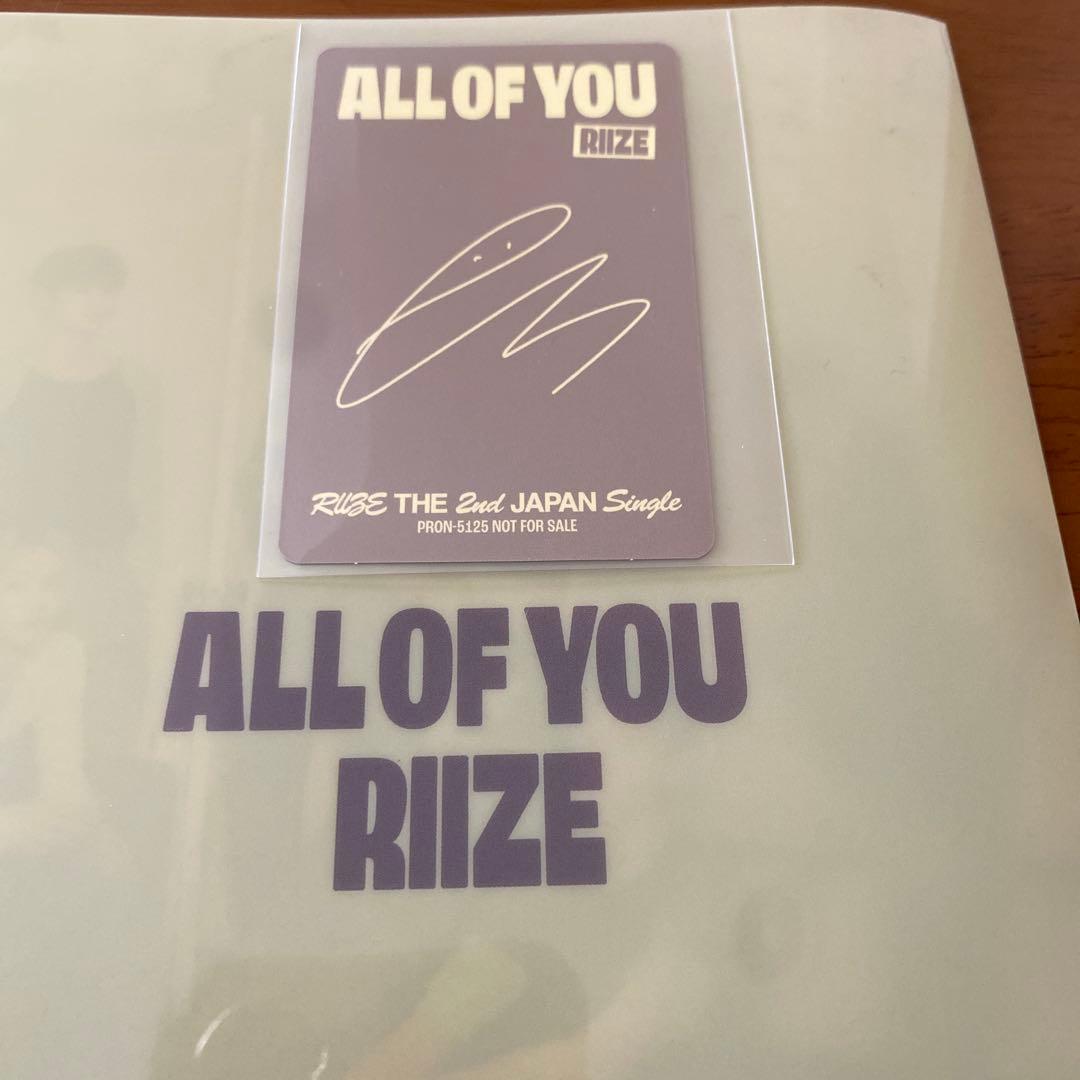 ALL OF YOU
RIIZE
RIIZE THE 2nd JAPAN Single
PRON-5125 NOT FOR SALE
ALL OF YOU
RIIZE